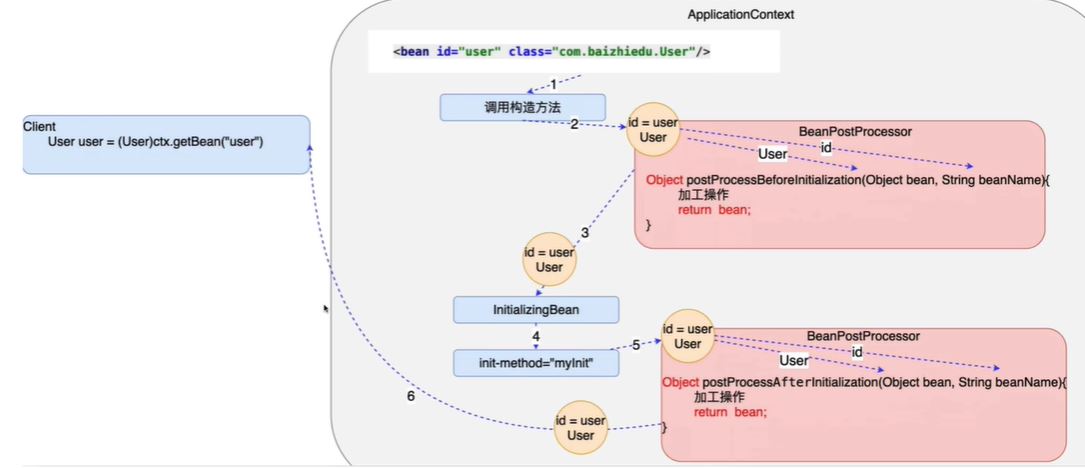 ApplicationContext
<bean id="user" class="com.baizhiedu.User"/>
1
调用构造方法
2
id = user
User
Client
User user = (User)ctx.getBean("user")
BeanPostProcessor
User
id
Object postProcessBeforeInitialization(Object bean, String beanName){
加工操作
return bean;
}
3
id = user
User
InitializingBean
4
init-method="myInit"
5
id = user
User
BeanPostProcessor
User
id
Object postProcessAfterInitialization(Object bean, String beanName){
加工操作
return bean;
}
6
id = user
User